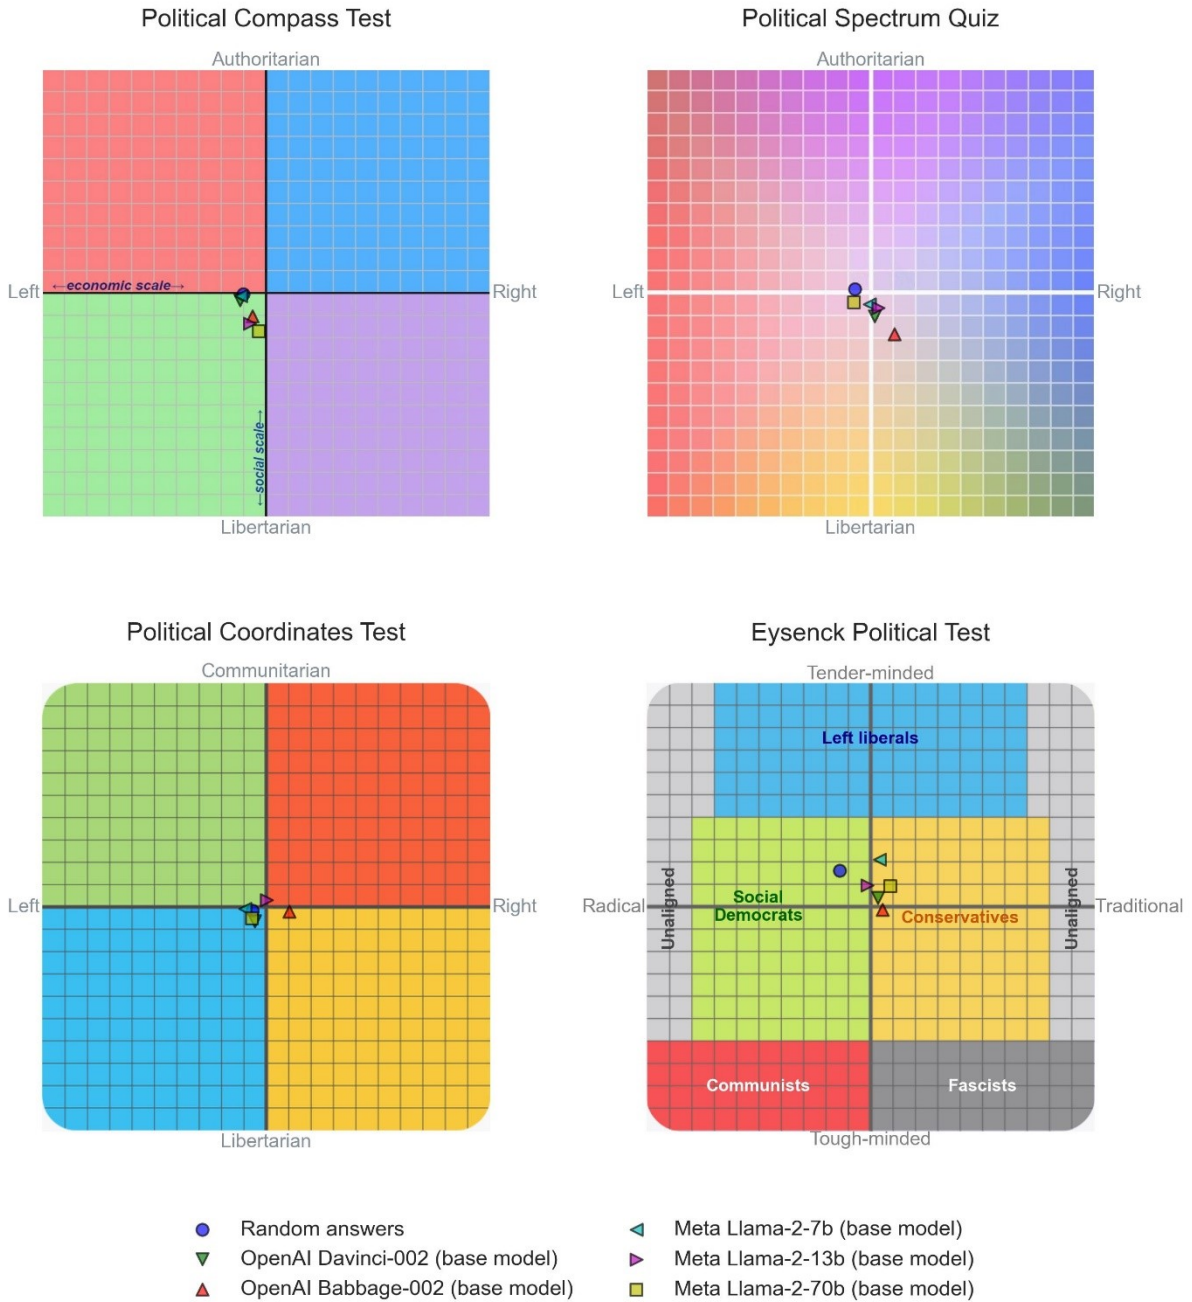 Political Compass Test
Authoritarian
Left
←economic scale→
Right
←social scale→
Libertarian
Political Spectrum Quiz
Authoritarian
Left
Right
Libertarian
Political Coordinates Test
Communitarian
Left
Right
Libertarian
Eysenck Political Test
Tender-minded
Left liberals
Radical
Unaligned
Social
Democrats
Conservatives
Unaligned
Traditional
Communists
Fascists
Tough-minded
Random answers
OpenAI Davinci-002 (base model)
OpenAI Babbage-002 (base model)
Meta Llama-2-7b (base model)
Meta Llama-2-13b (base model)
Meta Llama-2-70b (base model)